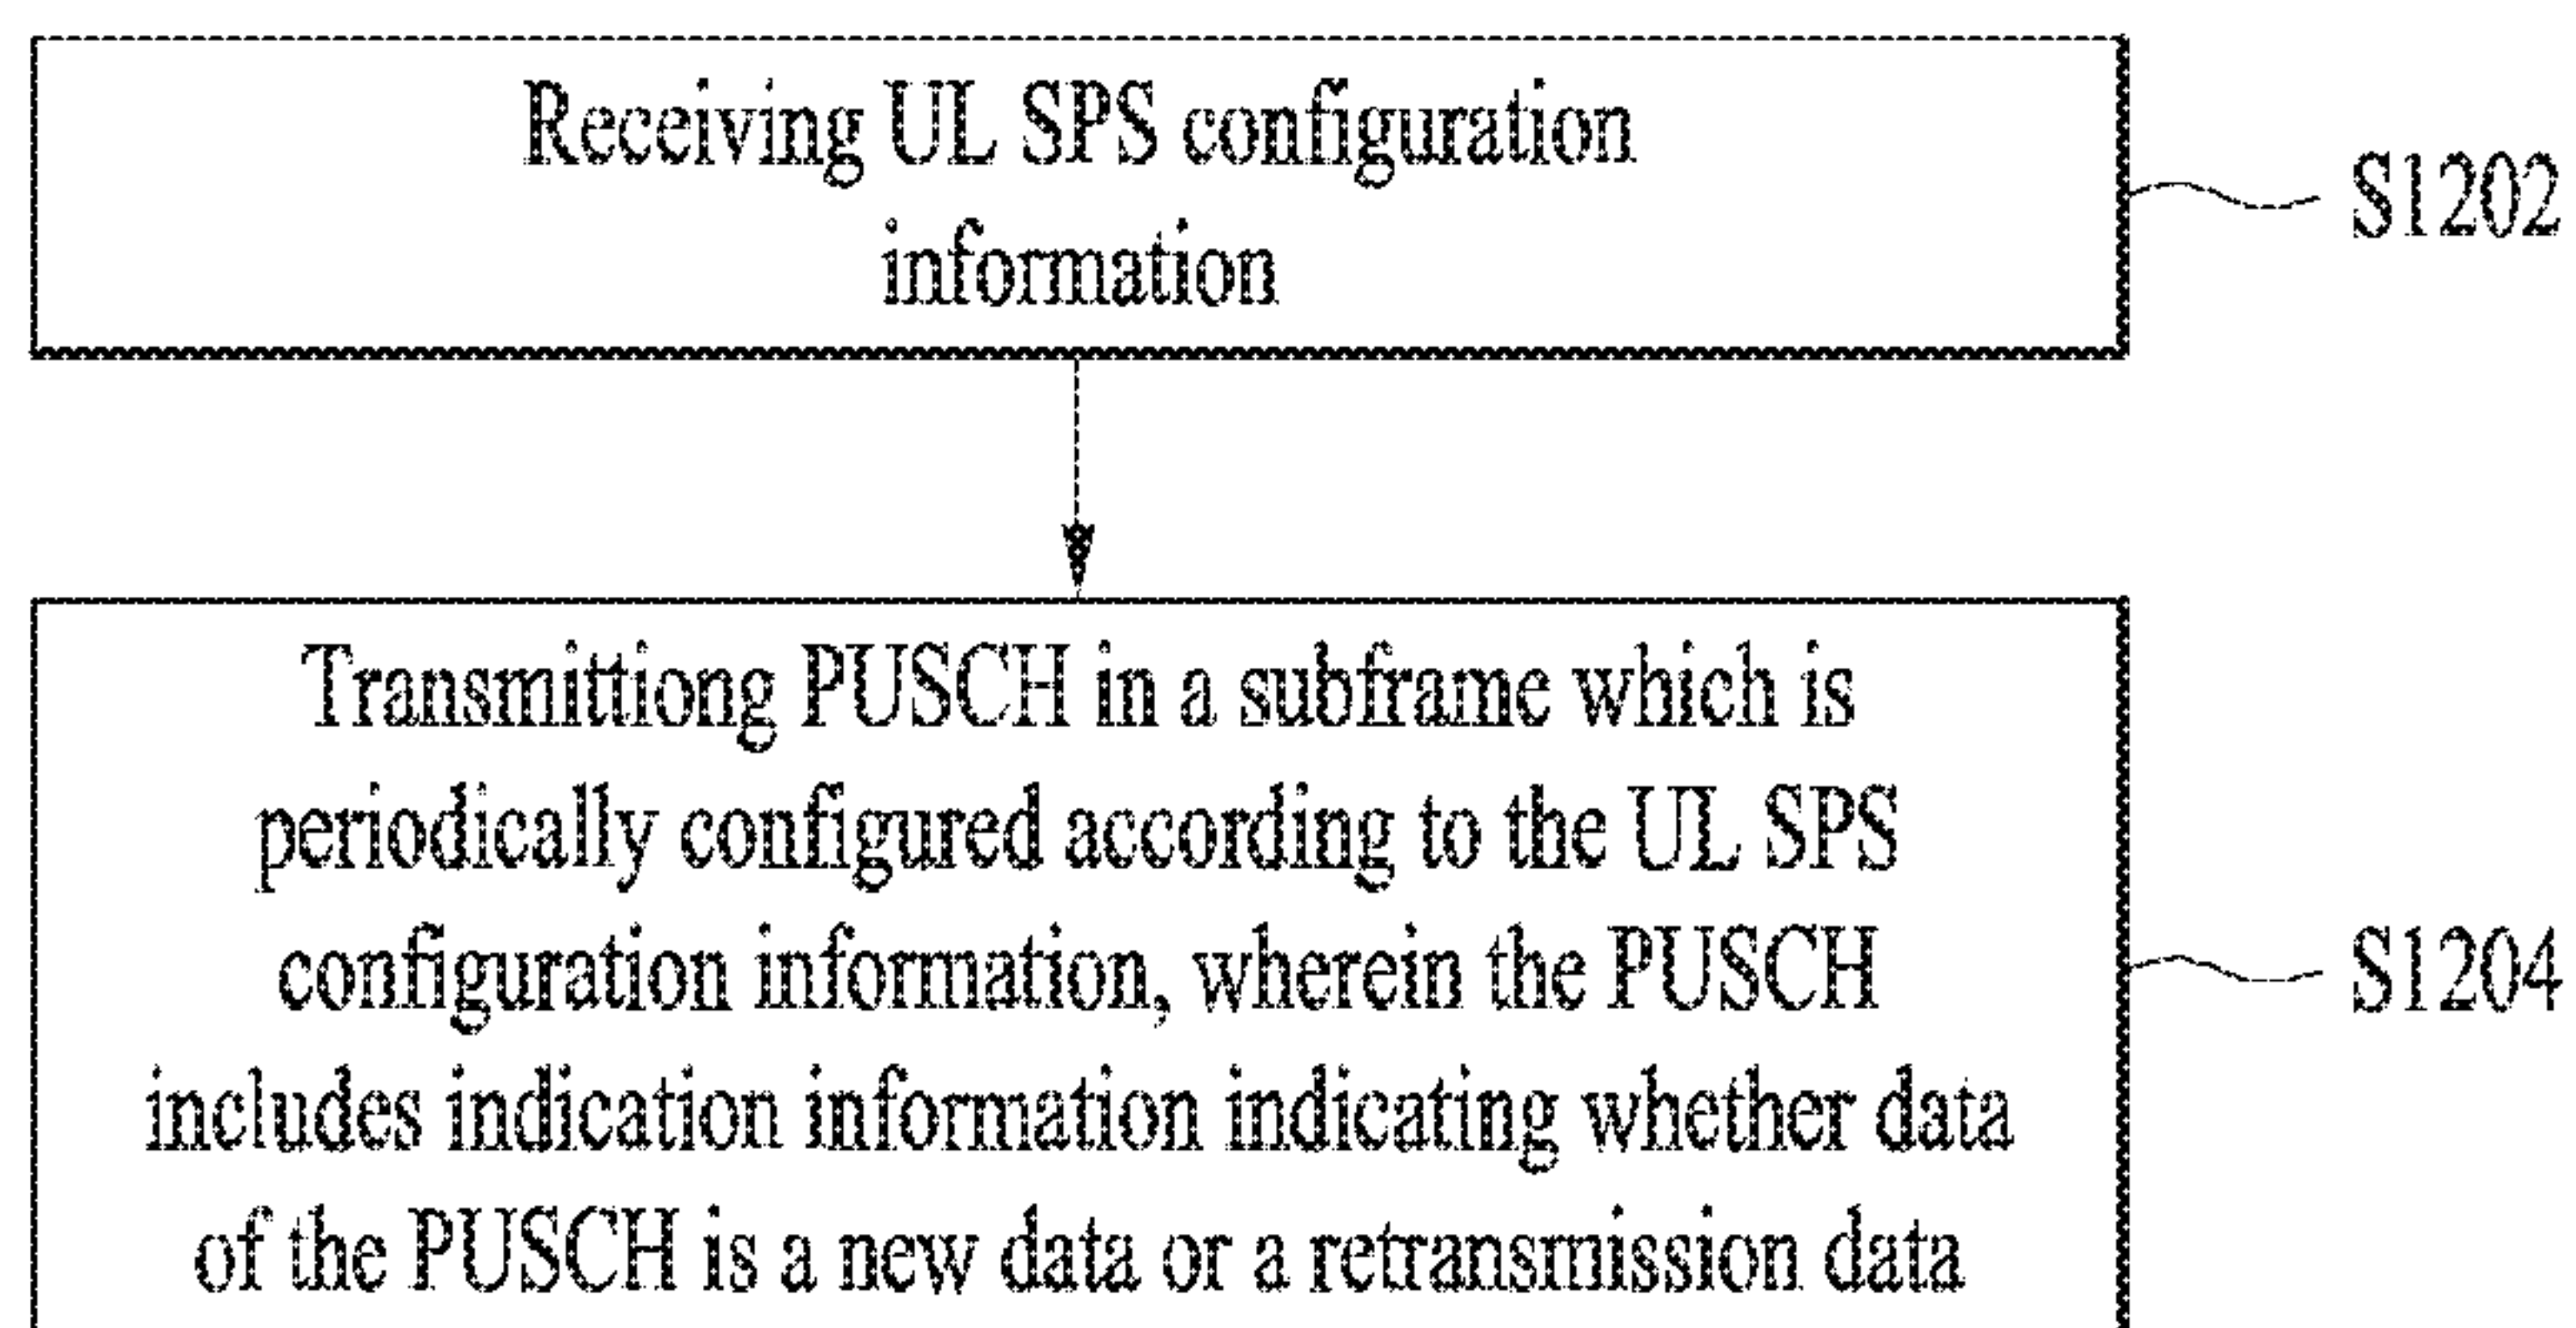 Receiving UL SPS configuration
information
S1202
Transmittiong PUSCH in a subframe which is
periodically configured according to the UL SPS
configuration information, wherein the PUSCH
includes indication information indicating whether data
of the PUSCH is a new data or a retransmission data
S1204